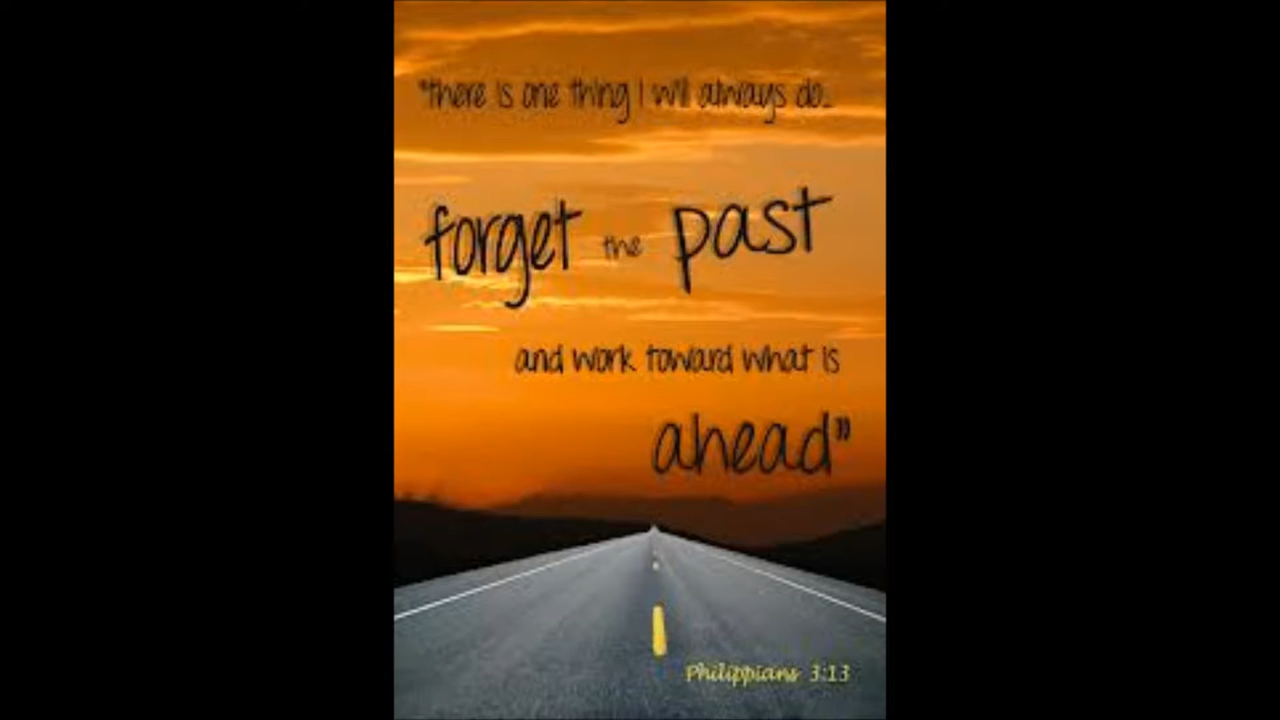 "there is one thing I will always do...
forget the past
and work toward what is
ahead"
Philippians 3:13